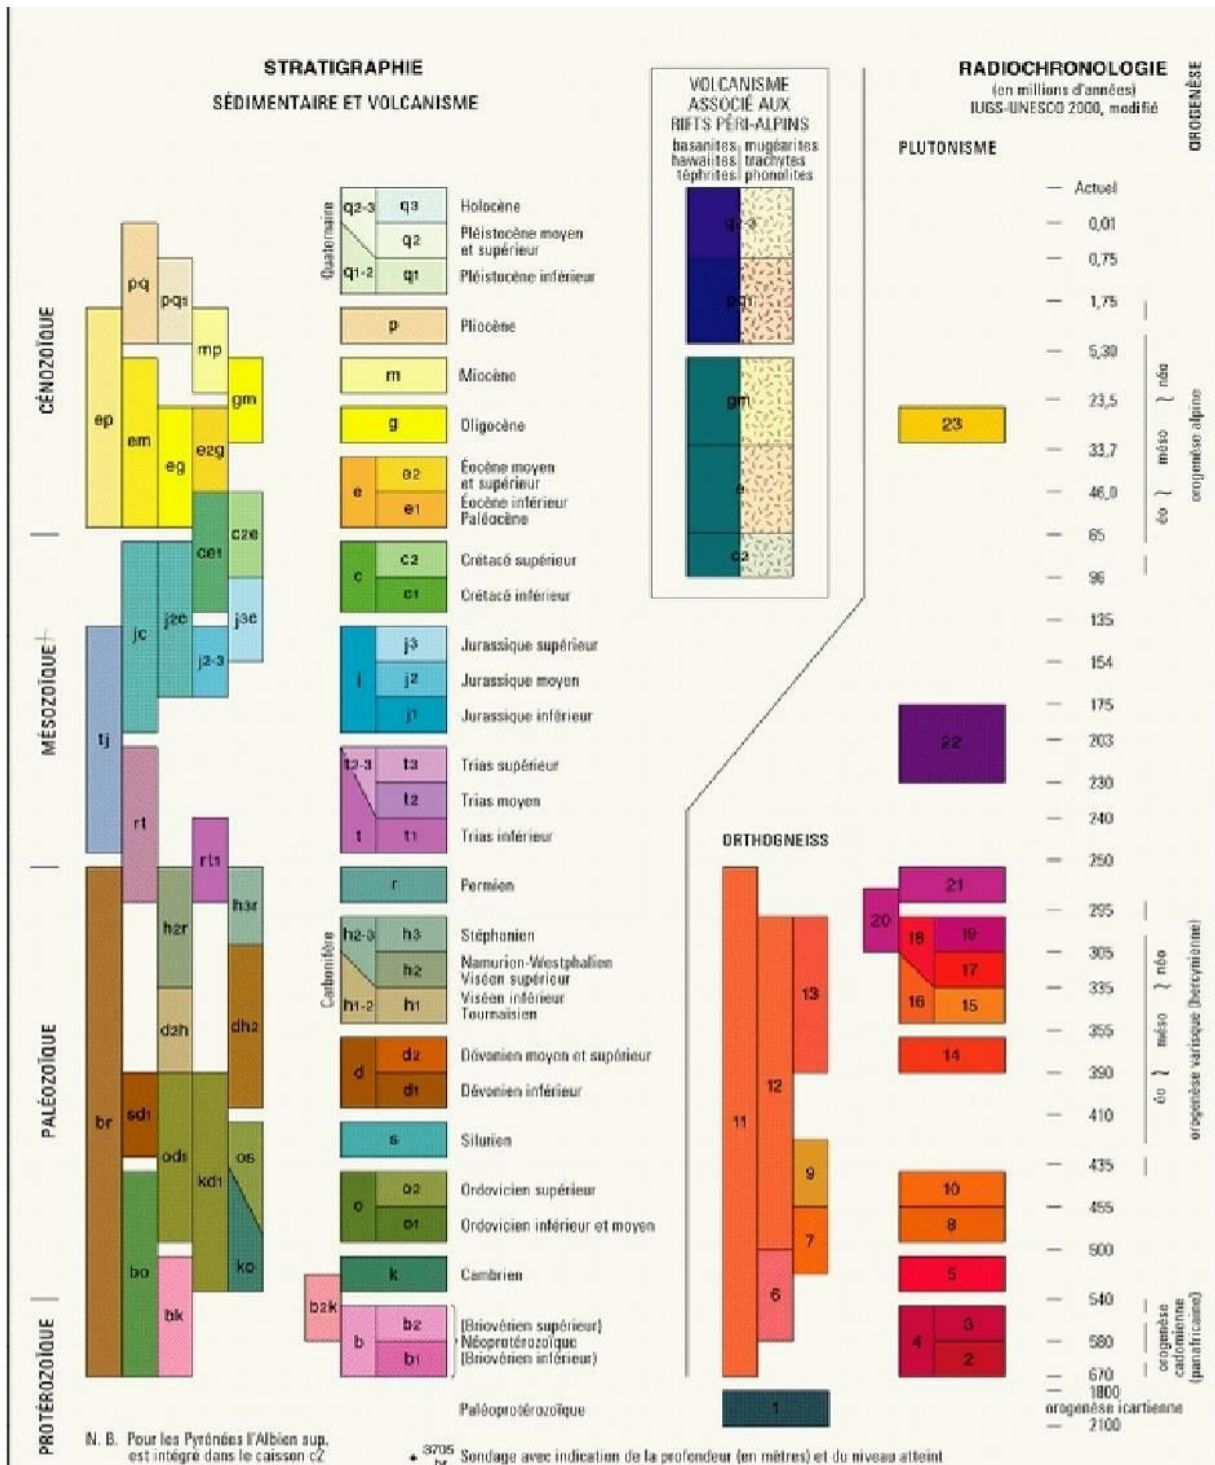 STRATIGRAPHIE
SÉDIMENTAIRE ET VOLCANISME
VOLCANISME
ASSOCIÉ AUX
RIFTS PÉRI-ALPINS
basanites mugéarites
hawaiites trachytes
téphrites phonolites
RADIOCHRONOLOGIE
(en millions d'années)
IUGS-UNESCO 2000, modifié
OROGENÈSE
PLUTONISME
CÉNOZOÏQUE
MÉSOZOÏQUE
PALÉOZOÏQUE
PROTÉROZOÏQUE
pq
pq1
mp
ep
em
eg
e2g
gm
ce1
c2e
jc
j2c
j3c
j2-3
tj
rt
rt1
h2r
h3r
d2h
dh2
br
sd1
od1
kd1
os
ko
bo
bk
b2k
Quaternaire
q2-3 q3 Holocène
q2 Pléistocène moyen
et supérieur
q1-2 q1 Pléistocène inférieur
p Pliocène
m Miocène
g Oligocène
e e2 Éocène moyen
et supérieur
e1 Éocène inférieur
Paléocène
c c2 Crétacé supérieur
c1 Crétacé inférieur
j j3 Jurassique supérieur
j2 Jurassique moyen
j1 Jurassique inférieur
t2-3 t3 Trias supérieur
t2 Trias moyen
t t1 Trias inférieur
r Permien
Carbonifère
h2-3 h3 Stéphanien
h2 Namurien-Westphalien
Viséen supérieur
h1-2 h1 Viséen inférieur
Tournaisien
d d2 Dévonien moyen et supérieur
d1 Dévonien inférieur
s Silurien
o o2 Ordovicien supérieur
o1 Ordovicien inférieur et moyen
k Cambrien
b b2 (Briovérien supérieur)
Néoprotérozoïque
b1 (Briovérien inférieur)
Paléoprotérozoïque
q2-3
pq1
gm
e
c2
ORTHOGNEISS
11
12
13
9
7
6
1
23
22
21
20
18 19
17
16 15
14
10
8
5
4 3
2
Actuel
0,01
0,75
1,75
5,30
23,5
33,7
46,0
65
96
135
154
175
203
230
240
250
295
305
335
355
390
410
435
455
500
540
580
670
1800
orogenèse icartienne
2100
éo ~ méso ~ néo
orogenèse alpine
éo ~ méso ~ néo
orogenèse varisque (hercynienne)
orogenèse
cadomienne
(panafricaine)
N. B. Pour les Pyrénées l'Albien sup.
est intégré dans le caisson c2
3705
br
Sondage avec indication de la profondeur (en mètres) et du niveau atteint